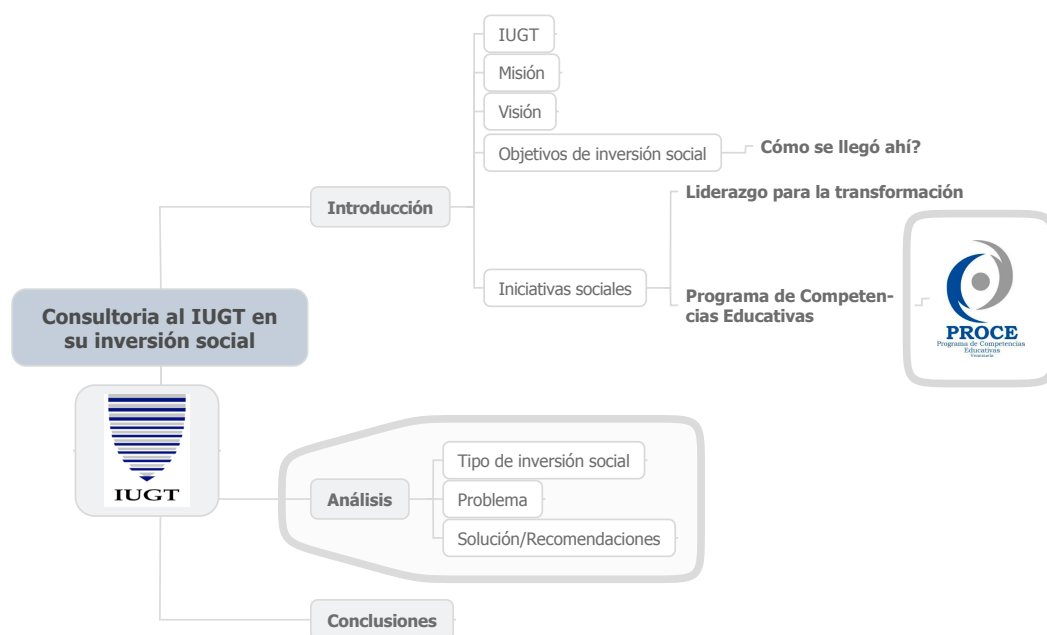 IUGT
Misión
Visión
Objetivos de inversión social
Cómo se llegó ahí?
Introducción
Liderazgo para la transformación
Iniciativas sociales
Programa de Competen-
cias Educativas
PROCE
Programa de Competencias
Educativas
Venezuela
Consultoria al IUGT en
su inversión social
IUGT
Análisis
Tipo de inversión social
Problema
Solución/Recomendaciones
Conclusiones